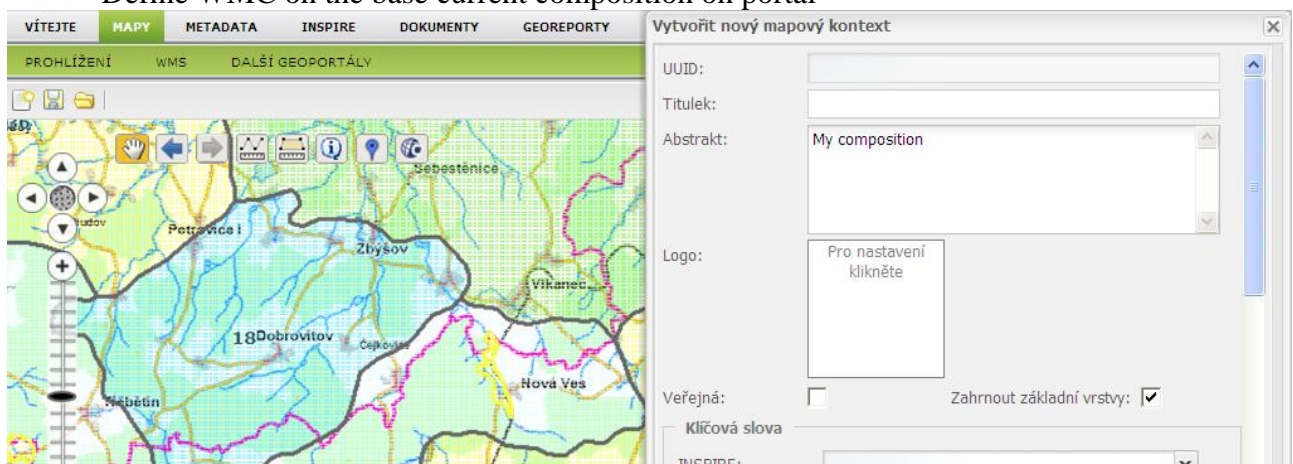 Define WMC on the base current composition on portal
VÍTEJTE MAPY METADATA INSPIRE DOKUMENTY GEOREPORTY
PROHLÍŽENÍ WMS DALŠÍ GEOPORTÁLY
Vytvořit nový mapový kontext
UUID:
Titulek:
Abstrakt: My composition
Logo: Pro nastavení
klikněte
Veřejná: Zahrnout základní vrstvy:
Klíčová slova
INSPIRE:
Šebestěnice
Petrovice I
Zbýšov
Vlkanec
18 Dobrovítov
Čejkovice
Nová Ves